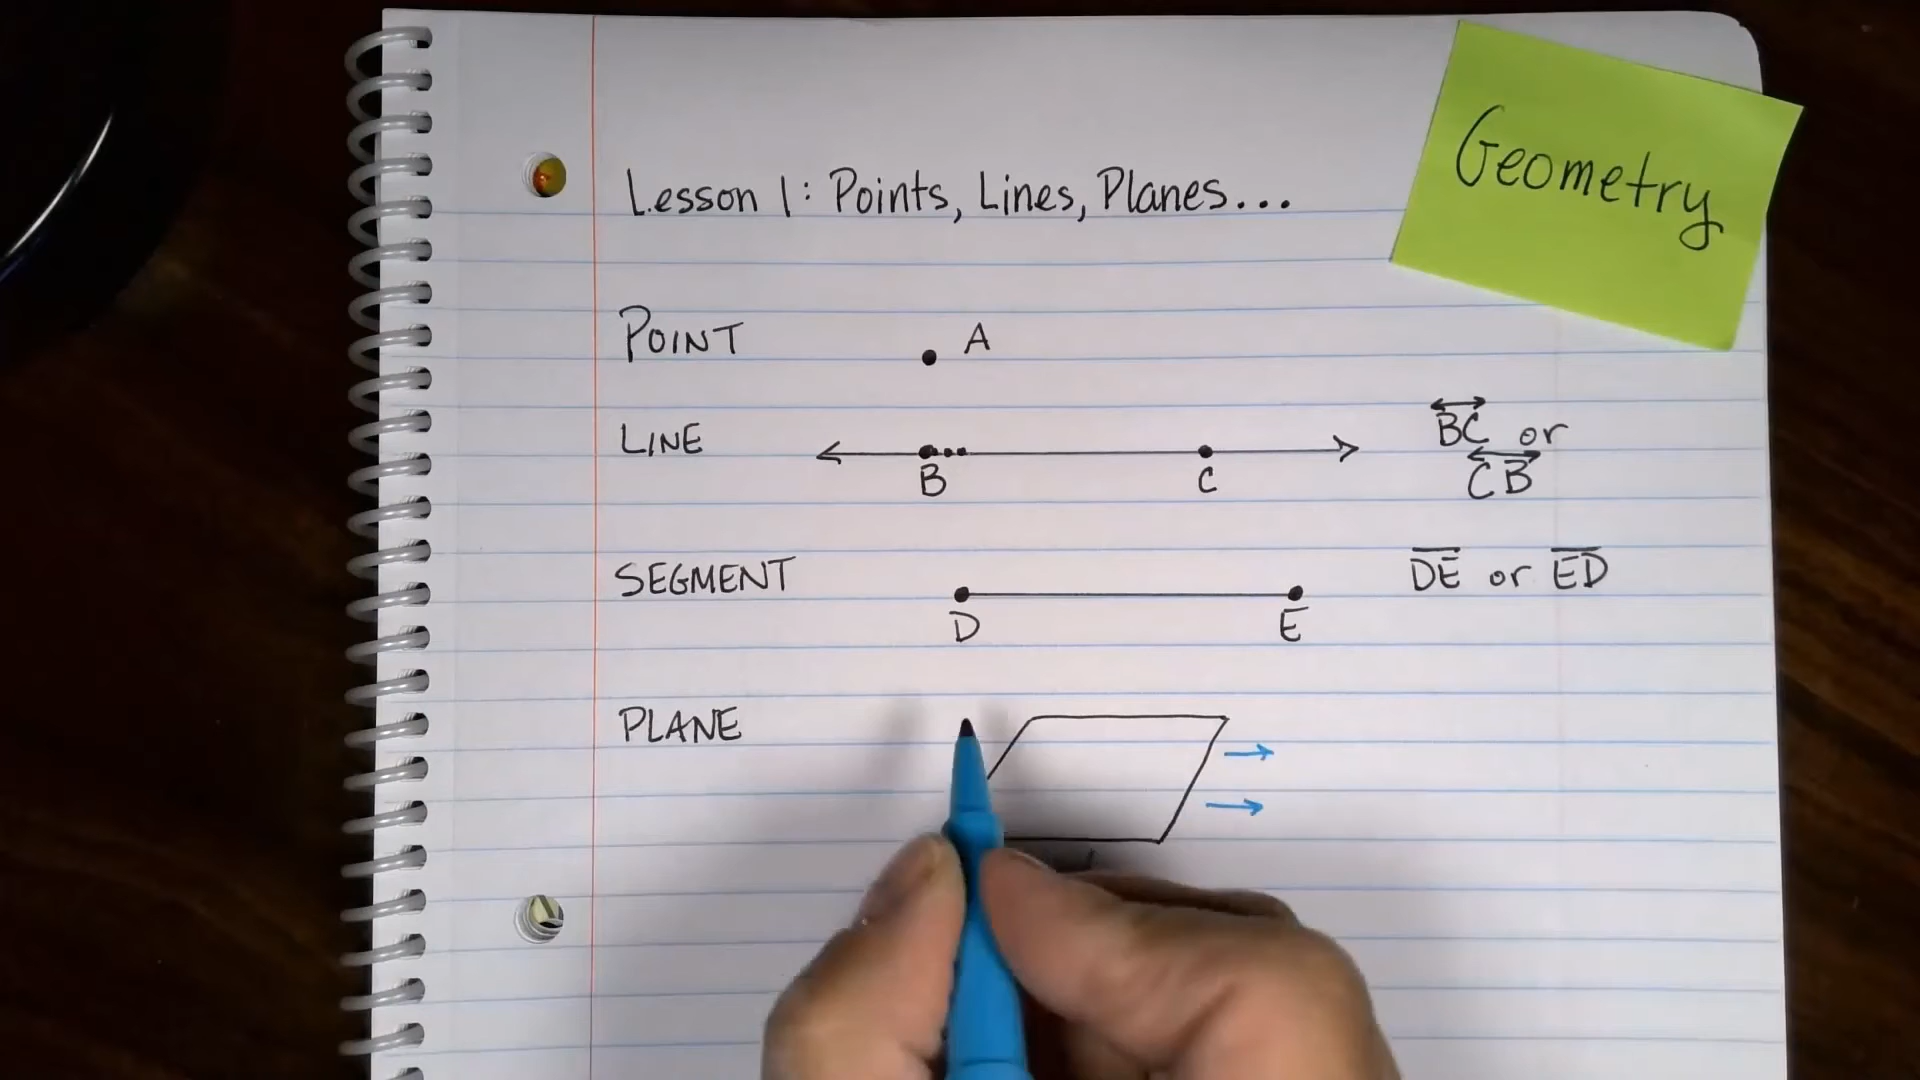 Geometry
Lesson 1: Points, Lines, Planes...
POINT A
LINE B C BC or
CB
SEGMENT D E DE or ED
PLANE